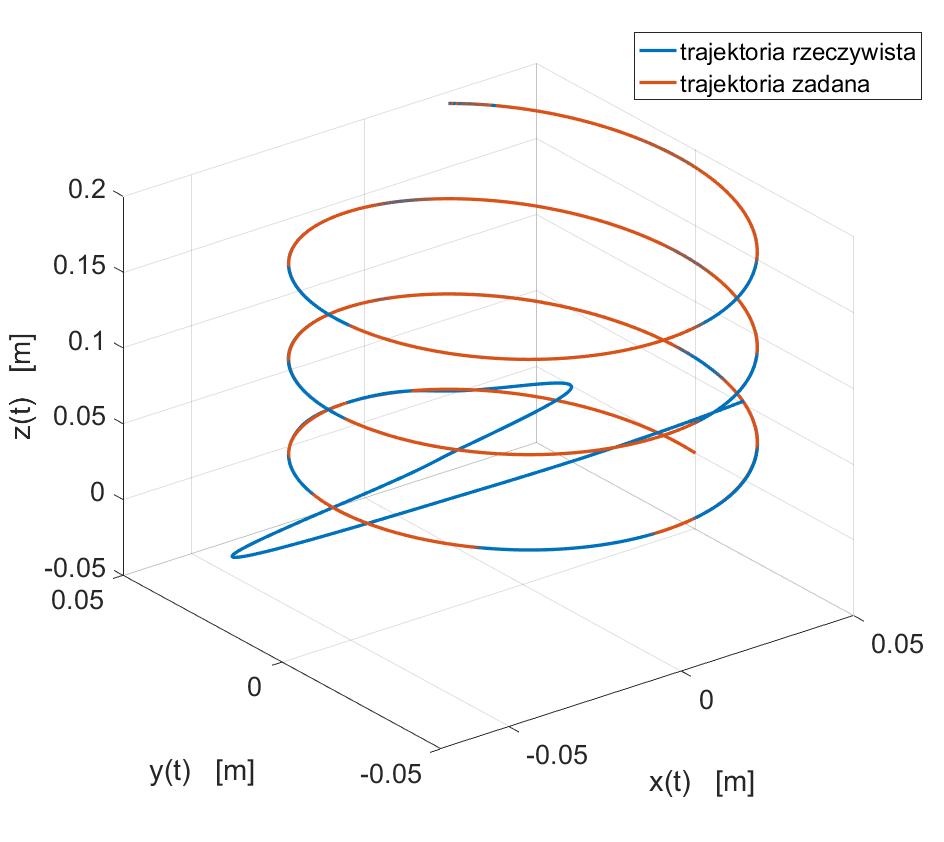 trajektoria rzeczywista
trajektoria zadana
0.2
0.15
0.1
0.05
0
-0.05
z(t) [m]
0.05
0
-0.05
y(t) [m]
-0.05
0
0.05
x(t) [m]